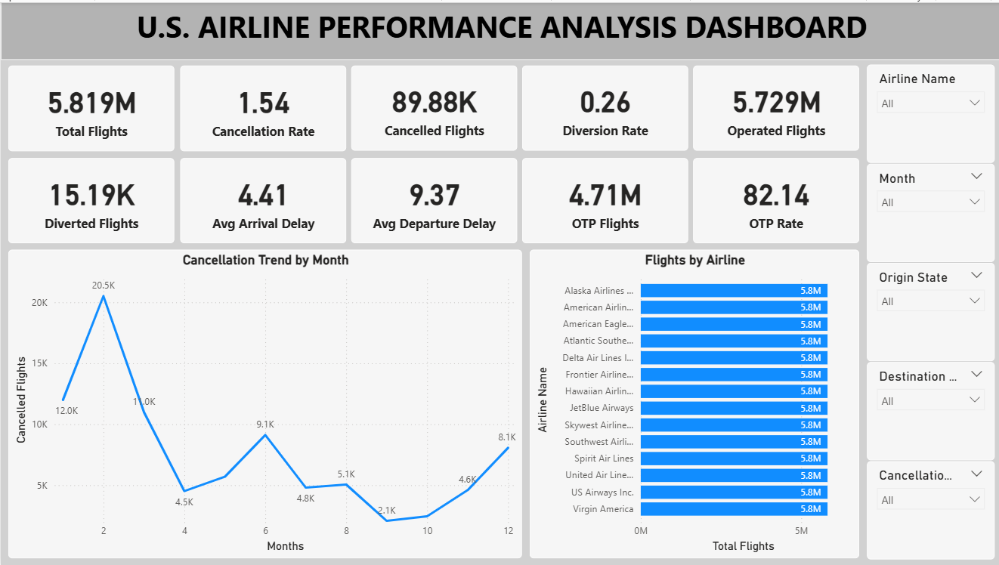 U.S. AIRLINE PERFORMANCE ANALYSIS DASHBOARD
5.819M
Total Flights
1.54
Cancellation Rate
89.88K
Cancelled Flights
0.26
Diversion Rate
5.729M
Operated Flights
15.19K
Diverted Flights
4.41
Avg Arrival Delay
9.37
Avg Departure Delay
4.71M
OTP Flights
82.14
OTP Rate
Airline Name
All
Month
All
Origin State
All
Destination ...
All
Cancellatio...
All
Cancellation Trend by Month
Cancelled Flights
20K
15K
10K
5K
12.0K
20.5K
11.0K
4.5K
9.1K
4.8K
5.1K
2.1K
4.6K
8.1K
2 4 6 8 10 12
Months
Flights by Airline
Airline Name
Alaska Airlines ... 5.8M
American Airlin... 5.8M
American Eagle... 5.8M
Atlantic Southe... 5.8M
Delta Air Lines I... 5.8M
Frontier Airline... 5.8M
Hawaiian Airlin... 5.8M
JetBlue Airways 5.8M
Skywest Airline... 5.8M
Southwest Airli... 5.8M
Spirit Air Lines 5.8M
United Air Line... 5.8M
US Airways Inc. 5.8M
Virgin America 5.8M
0M 5M
Total Flights